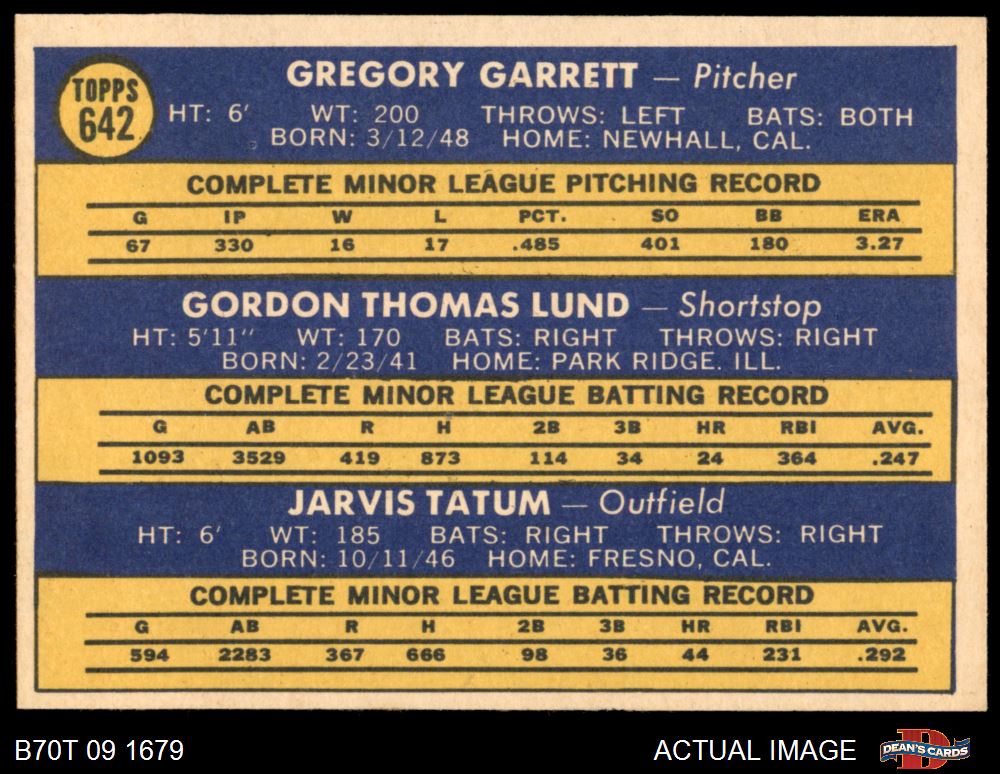 TOPPS
642
GREGORY GARRETT — Pitcher
HT: 6' WT: 200 THROWS: LEFT BATS: BOTH
BORN: 3/12/48 HOME: NEWHALL, CAL.
COMPLETE MINOR LEAGUE PITCHING RECORD
G IP W L PCT. SO BB ERA
67 330 16 17 .485 401 180 3.27
GORDON THOMAS LUND — Shortstop
HT: 5'11" WT: 170 BATS: RIGHT THROWS: RIGHT
BORN: 2/23/41 HOME: PARK RIDGE. ILL.
COMPLETE MINOR LEAGUE BATTING RECORD
G AB R H 2B 3B HR RBI AVG.
1093 3529 419 873 114 34 24 364 .247
JARVIS TATUM — Outfield
HT: 6' WT: 185 BATS: RIGHT THROWS: RIGHT
BORN: 10/11/46 HOME: FRESNO, CAL.
COMPLETE MINOR LEAGUE BATTING RECORD
G AB R H 2B 3B HR RBI AVG.
594 2283 367 666 98 36 44 231 .292
B70T 09 1679 ACTUAL IMAGE D DEAN'S CARDS